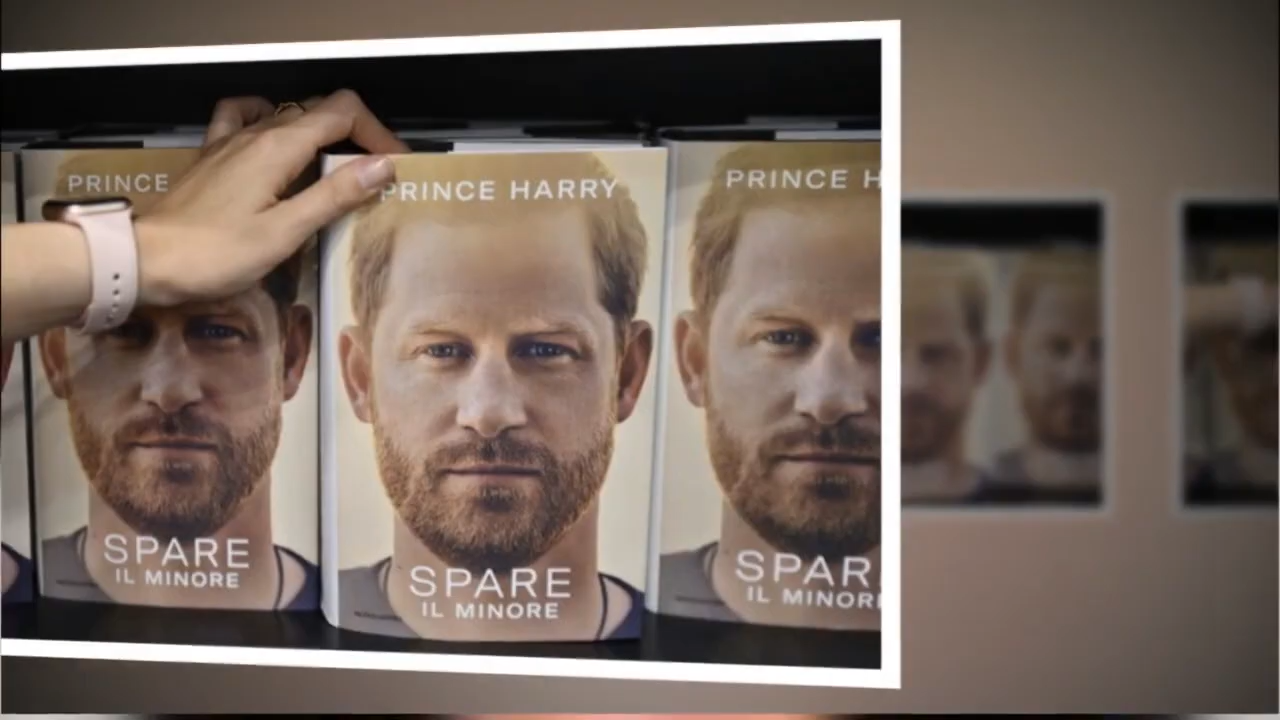 PRINCE
SPARE
IL MINORE
PRINCE HARRY
SPARE
IL MINORE
PRINCE H
SPAR
IL MINOR